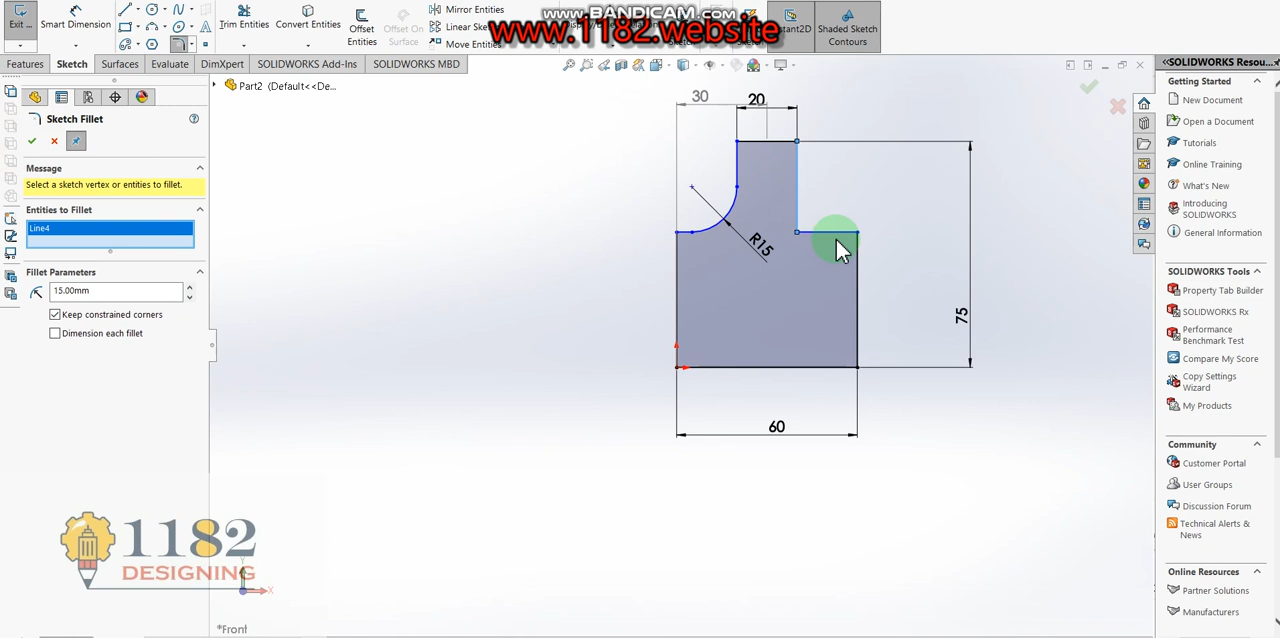 www.BANDICAM.com
www.1182.website
Exit ...
Smart Dimension
Trim Entities
Convert Entities
Offset
Entities
Offset On
Surface
Mirror Entities
Linear Sk
Move Entities
Instant2D
Shaded Sketch
Contours
Features
Sketch
Surfaces
Evaluate
DimXpert
SOLIDWORKS Add-Ins
SOLIDWORKS MBD
Part2 (Default<<De...
Sketch Fillet
Message
Select a sketch vertex or entities to fillet.
Entities to Fillet
Line4
Fillet Parameters
15.00mm
Keep constrained corners
Dimension each fillet
30
20
R15
75
60
1182
DESIGNING
Y
X
*Front
SOLIDWORKS Resou...
Getting Started
New Document
Open a Document
Tutorials
Online Training
What's New
Introducing
SOLIDWORKS
General Information
SOLIDWORKS Tools
Property Tab Builder
SOLIDWORKS Rx
Performance
Benchmark Test
Compare My Score
Copy Settings
Wizard
My Products
Community
Customer Portal
User Groups
Discussion Forum
Technical Alerts &
News
Online Resources
Partner Solutions
Manufacturers